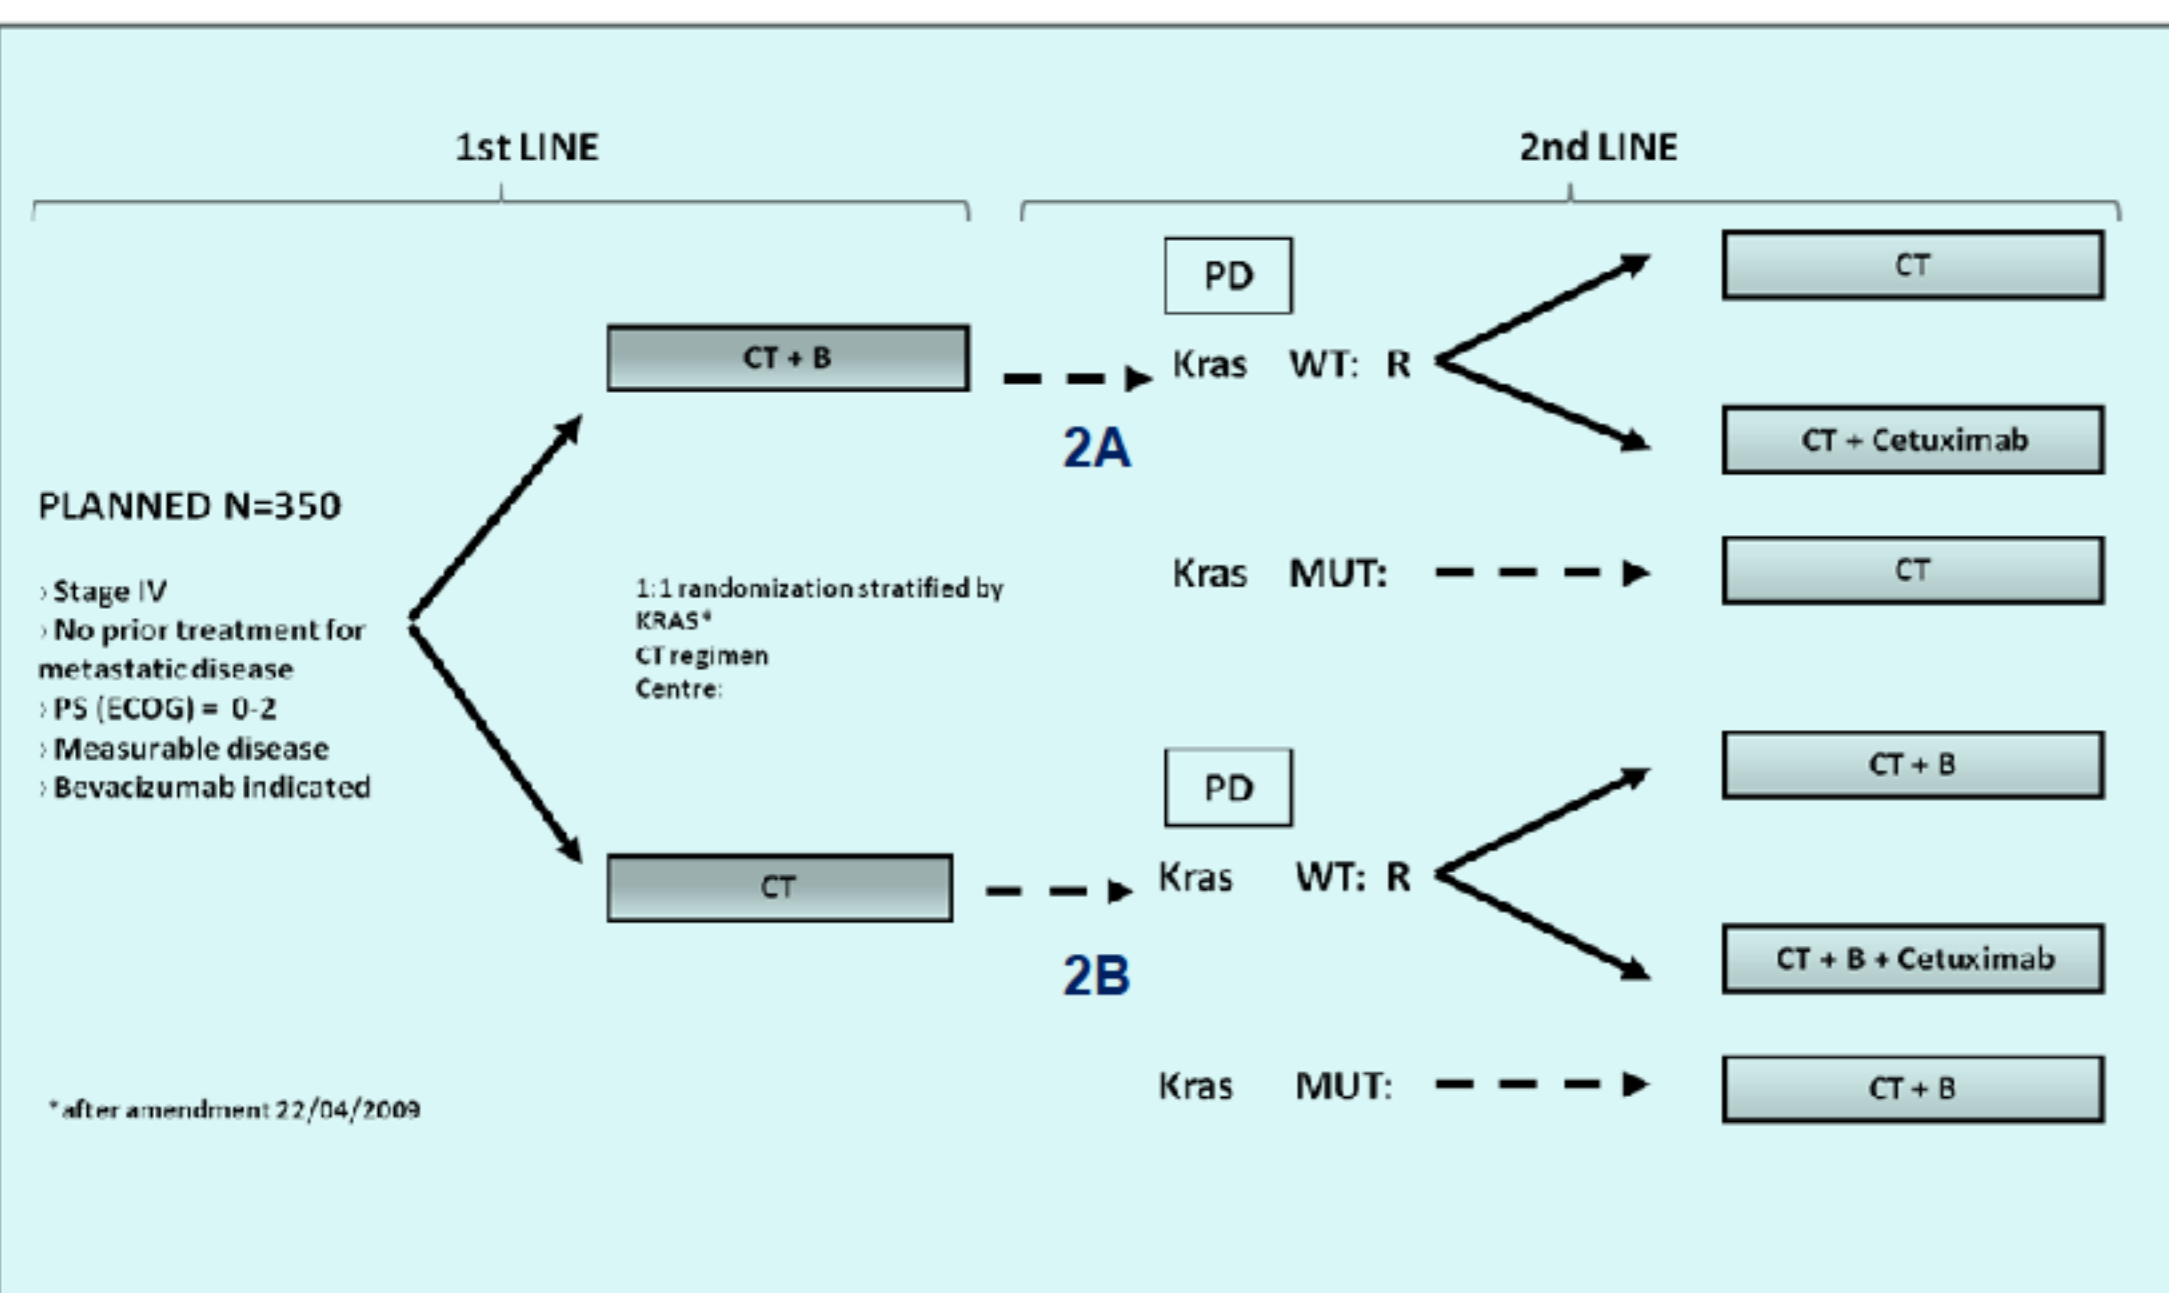 1st LINE
2nd LINE
PD
CT
CT + B
Kras WT: R
2A
CT + Cetuximab
PLANNED N=350
› Stage IV
› No prior treatment for
metastatic disease
› PS (ECOG) = 0-2
› Measurable disease
› Bevacizumab indicated
1:1 randomization stratified by
KRAS*
CT regimen
Centre:
Kras MUT:
CT
PD
CT + B
CT
Kras WT: R
2B
CT + B + Cetuximab
Kras MUT:
CT + B
*after amendment 22/04/2009